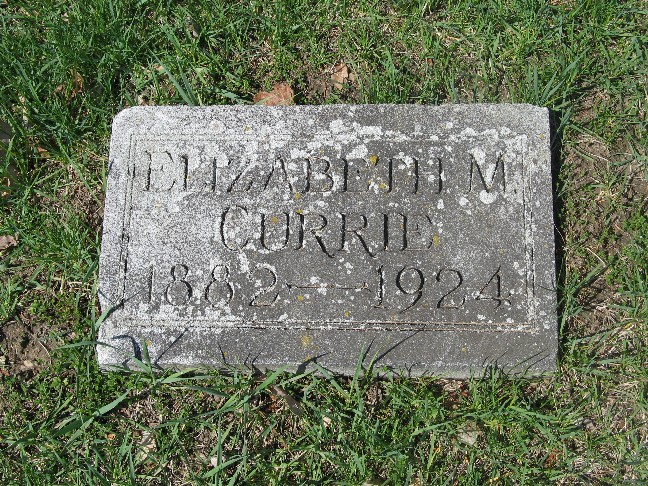 ELIZABETH M.
CURRIE
1882—1924